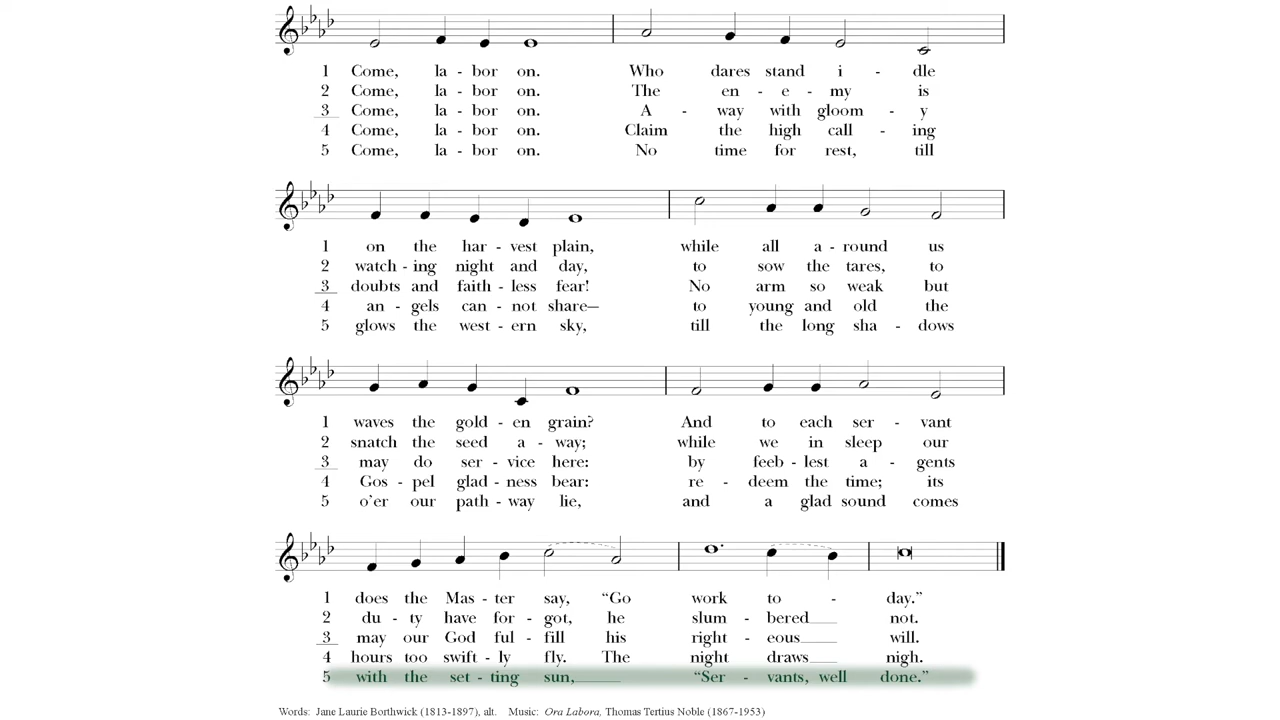 1 Come, la - bor on. Who dares stand i - dle
2 Come, la - bor on. The en - e - my is
3 Come, la - bor on. A - way with gloom - y
4 Come, la - bor on. Claim the high call - ing
5 Come, la - bor on. No time for rest, till
1 on the har - vest plain, while all a - round us
2 watch - ing night and day, to sow the tares, to
3 doubts and faith - less fear! No arm so weak but
4 an - gels can - not share— to young and old the
5 glows the west - ern sky, till the long sha - dows
1 waves the gold - en grain? And to each ser - vant
2 snatch the seed a - way; while we in sleep our
3 may do ser - vice here: by feeb - lest a - gents
4 Gos - pel glad - ness bear: re - deem the time; its
5 o’er our path - way lie, and a glad sound comes
1 does the Mas - ter say, “Go work to - day.”
2 du - ty have for - got, he slum - bered not.
3 may our God ful - fill his right - eous will.
4 hours too swift - ly fly. The night draws nigh.
5 with the set - ting sun, “Ser - vants, well done.”
Words: Jane Laurie Borthwick (1813-1897), alt. Music: Ora Labora, Thomas Tertius Noble (1867-1953)